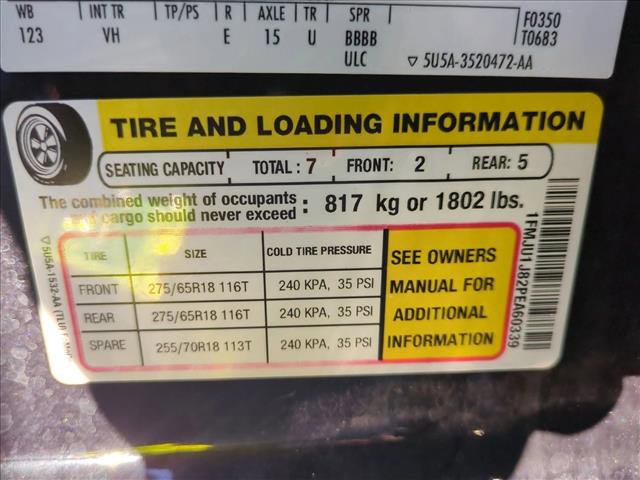 WB INT TR TP/PS R AXLE TR SPR
123 VH E 15 U BBBB
ULC
F0350
T0683
▽ 5U5A-3520472-AA
TIRE AND LOADING INFORMATION
SEATING CAPACITY TOTAL : 7 FRONT: 2 REAR: 5
The combined weight of occupants
and cargo should never exceed : 817 kg or 1802 lbs.
TIRE SIZE COLD TIRE PRESSURE
FRONT 275/65R18 116T 240 KPA, 35 PSI
REAR 275/65R18 116T 240 KPA, 35 PSI
SPARE 255/70R18 113T 240 KPA, 35 PSI
SEE OWNERS
MANUAL FOR
ADDITIONAL
INFORMATION
1FMJU1J82PEA60339
▽ 5U5A-1532-AA